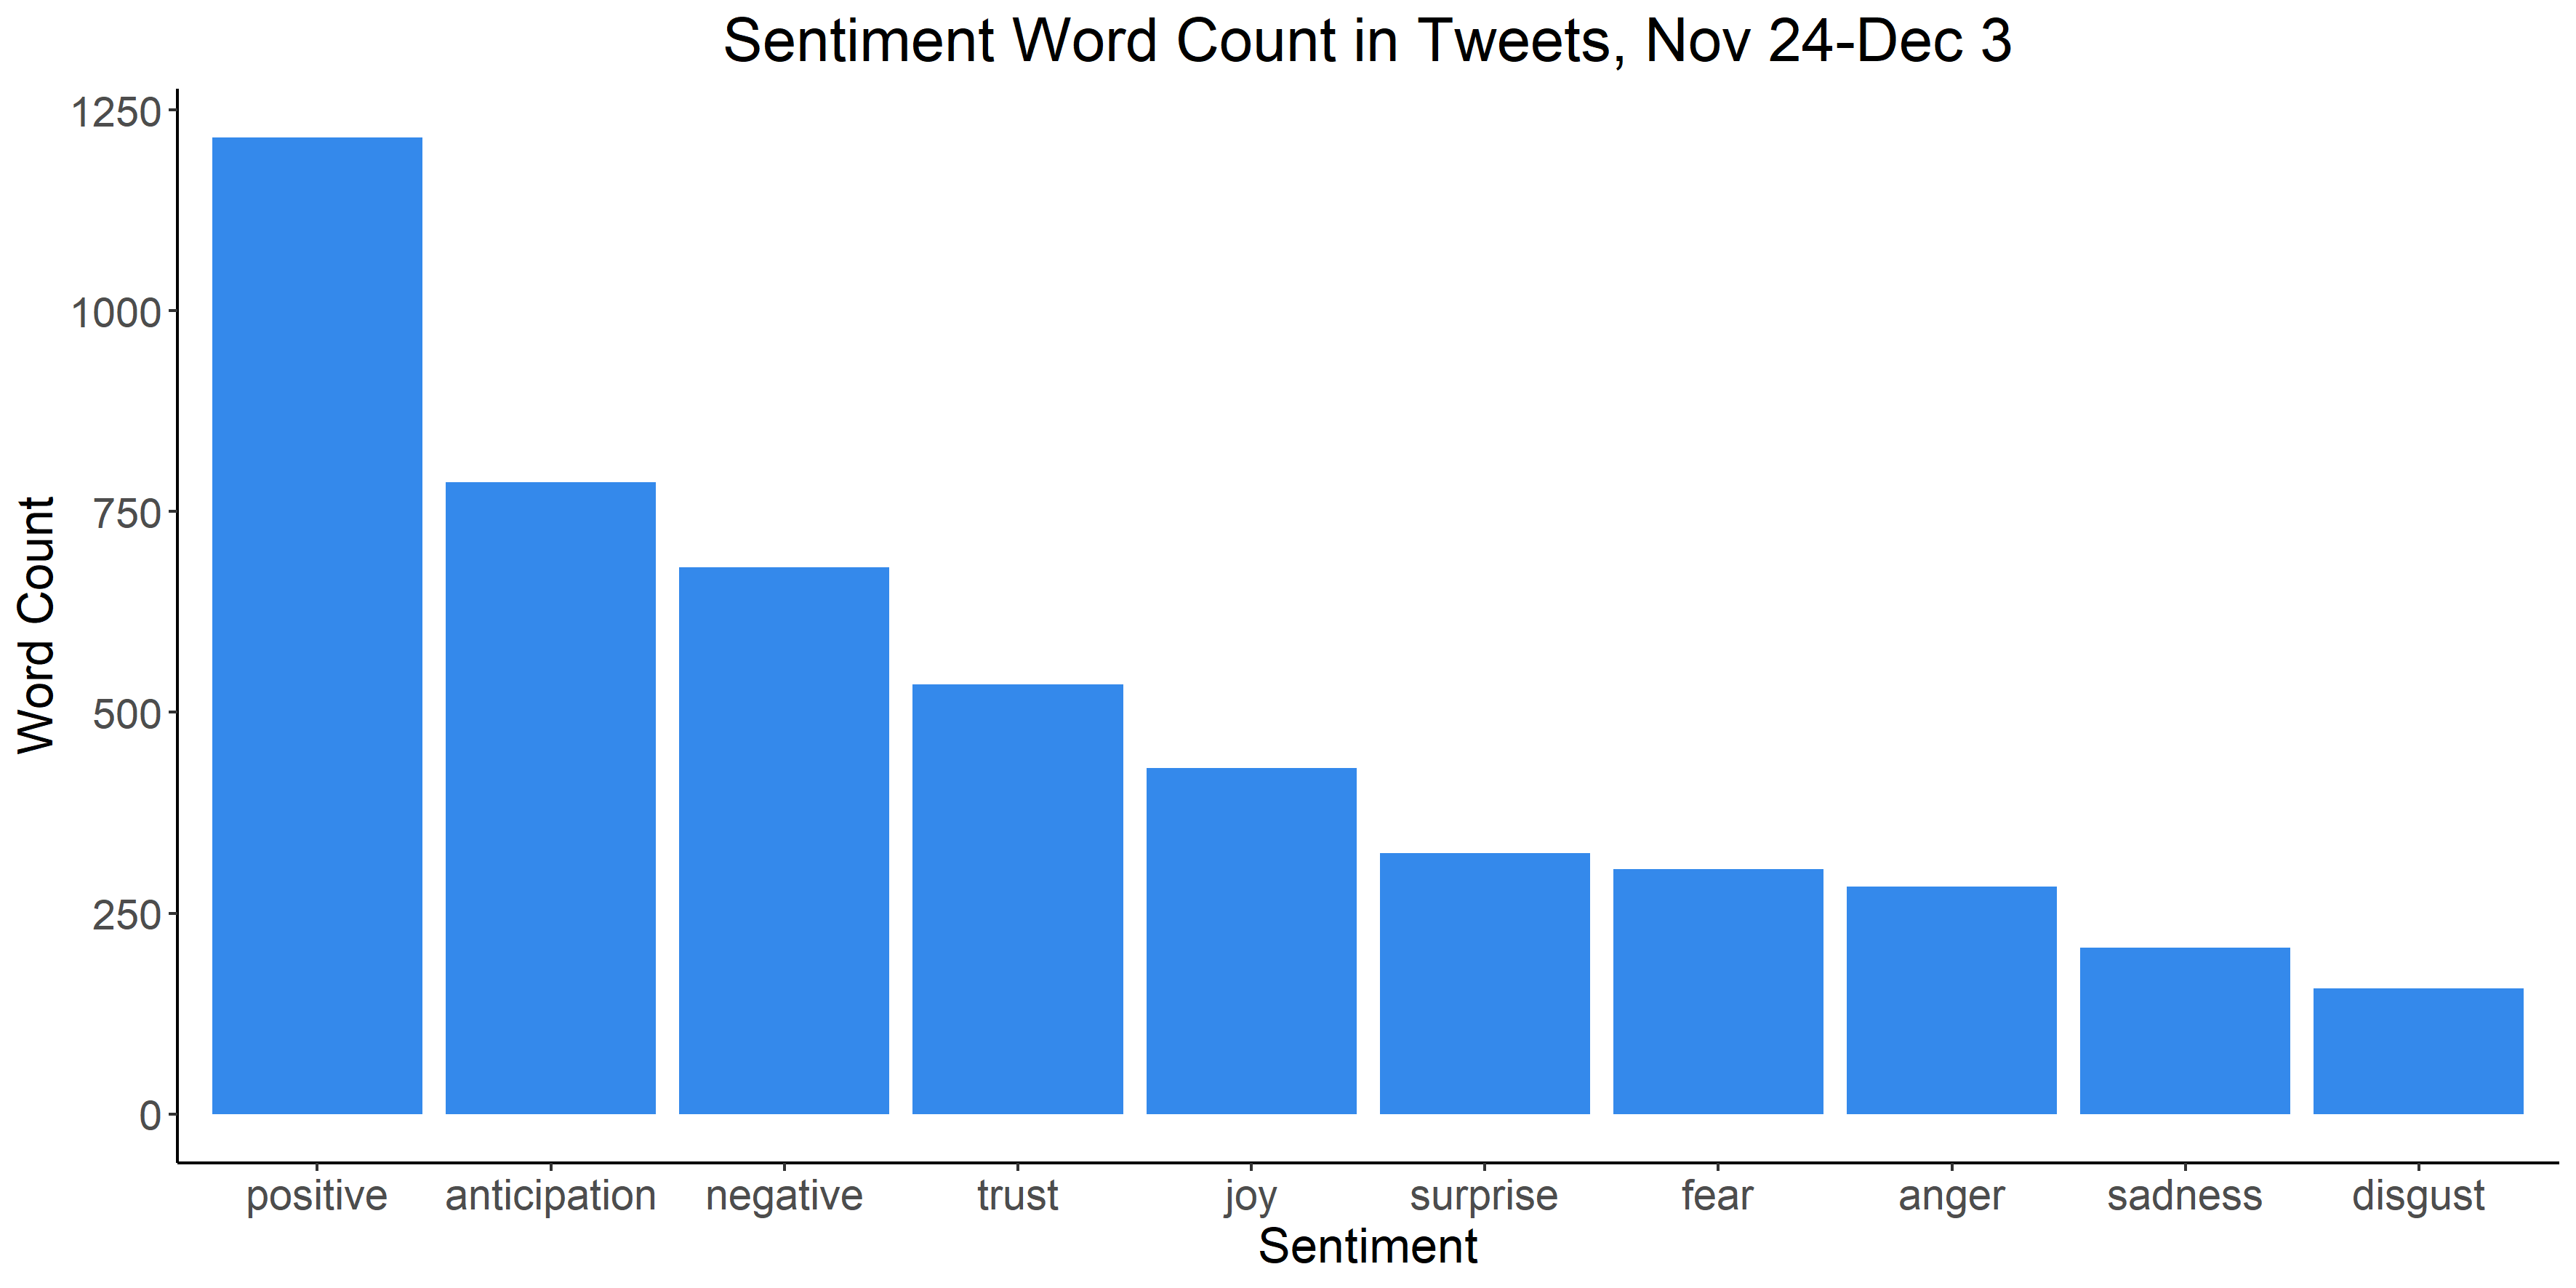 Sentiment Word Count in Tweets, Nov 24-Dec 3
Word Count
1250
1000
750
500
250
0
positive anticipation negative trust joy surprise fear anger sadness disgust
Sentiment